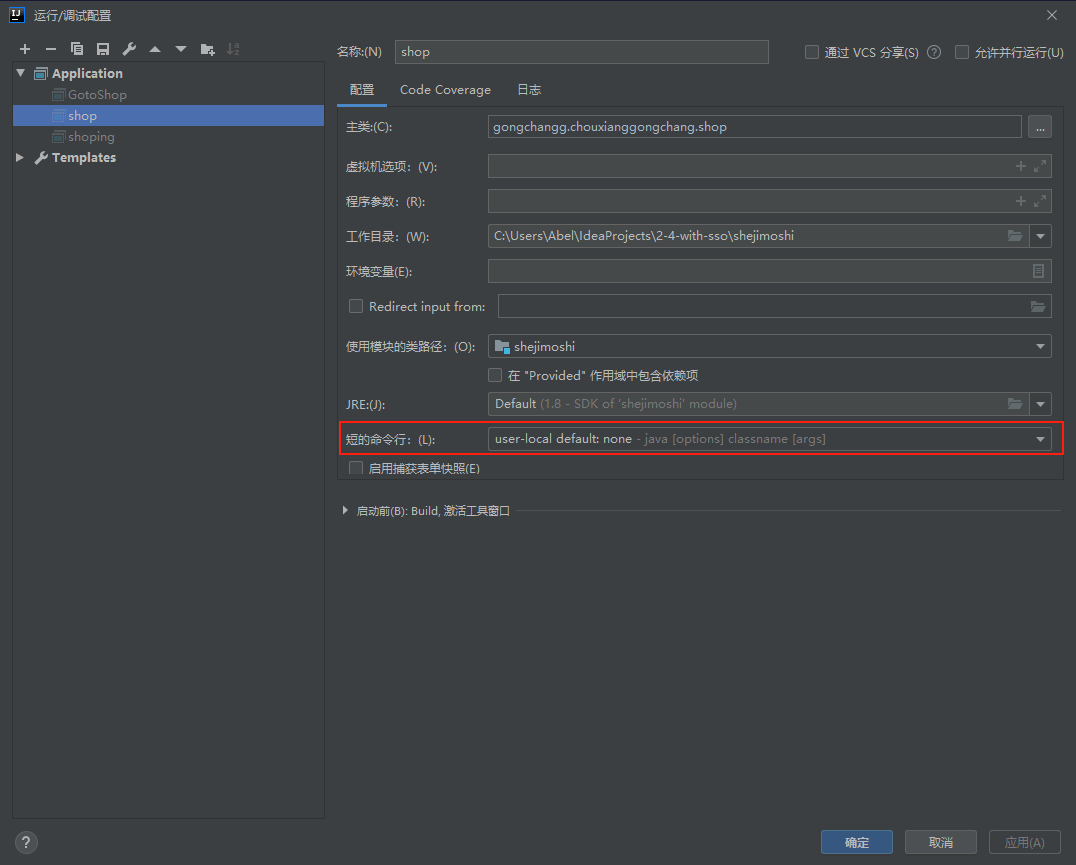 运行/调试配置
Application
GotoShop
shop
shoping
Templates
名称:(N) shop 通过 VCS 分享(S) ? 允许并行运行(U)
配置 Code Coverage 日志
主类:(C): gongchangg.chouxianggongchang.shop ...
虚拟机选项：(V):
程序参数：(R):
工作目录：(W): C:\Users\Abel\IdeaProjects\2-4-with-sso\shejimoshi
环境变量(E):
Redirect input from:
使用模块的类路径：(O): shejimoshi
在 "Provided" 作用域中包含依赖项
JRE:(J): Default (1.8 - SDK of 'shejimoshi' module)
短的命令行：(L): user-local default: none - java [options] classname [args]
启用捕获表单快照(E)
启动前(B): Build, 激活工具窗口
? 确定 取消 应用(A)